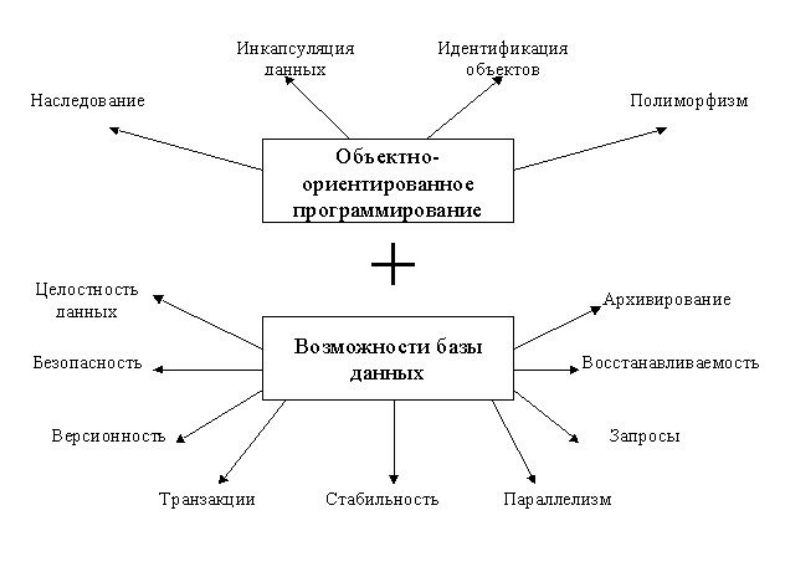 Инкапсуляция
данных
Идентификация
объектов
Наследование
Полиморфизм
Объектно-
ориентированное
программирование
+
Целостность
данных
Архивирование
Возможности базы
данных
Безопасность
Восстанавливаемость
Версионность
Запросы
Транзакции
Стабильность
Параллелизм